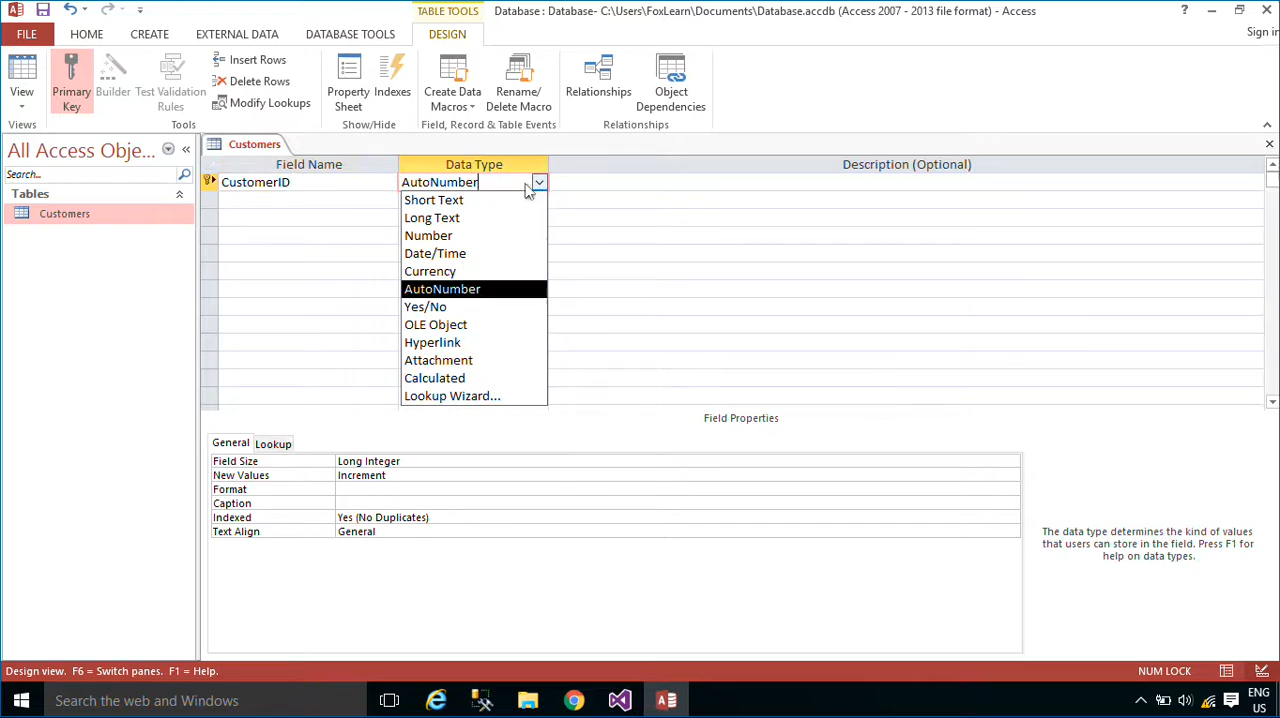 TABLE TOOLS
Database : Database- C:\Users\FoxLearn\Documents\Database.accdb (Access 2007 - 2013 file format) - Access
?
FILE HOME CREATE EXTERNAL DATA DATABASE TOOLS DESIGN
Sign in
View
Primary Key
Builder
Test Validation Rules
Insert Rows
Delete Rows
Modify Lookups
Property Sheet
Indexes
Create Data Macros
Rename/ Delete Macro
Relationships
Object Dependencies
Views
Tools
Show/Hide
Field, Record & Table Events
Relationships
All Access Obje...
Search...
Tables
Customers
Customers
Field Name Data Type Description (Optional)
CustomerID AutoNumber
Short Text
Long Text
Number
Date/Time
Currency
AutoNumber
Yes/No
OLE Object
Hyperlink
Attachment
Calculated
Lookup Wizard...
Field Properties
General Lookup
Field Size Long Integer
New Values Increment
Format
Caption
Indexed Yes (No Duplicates)
Text Align General
The data type determines the kind of values
that users can store in the field. Press F1 for
help on data types.
Design view. F6 = Switch panes. F1 = Help.
NUM LOCK
Search the web and Windows
ENG
US